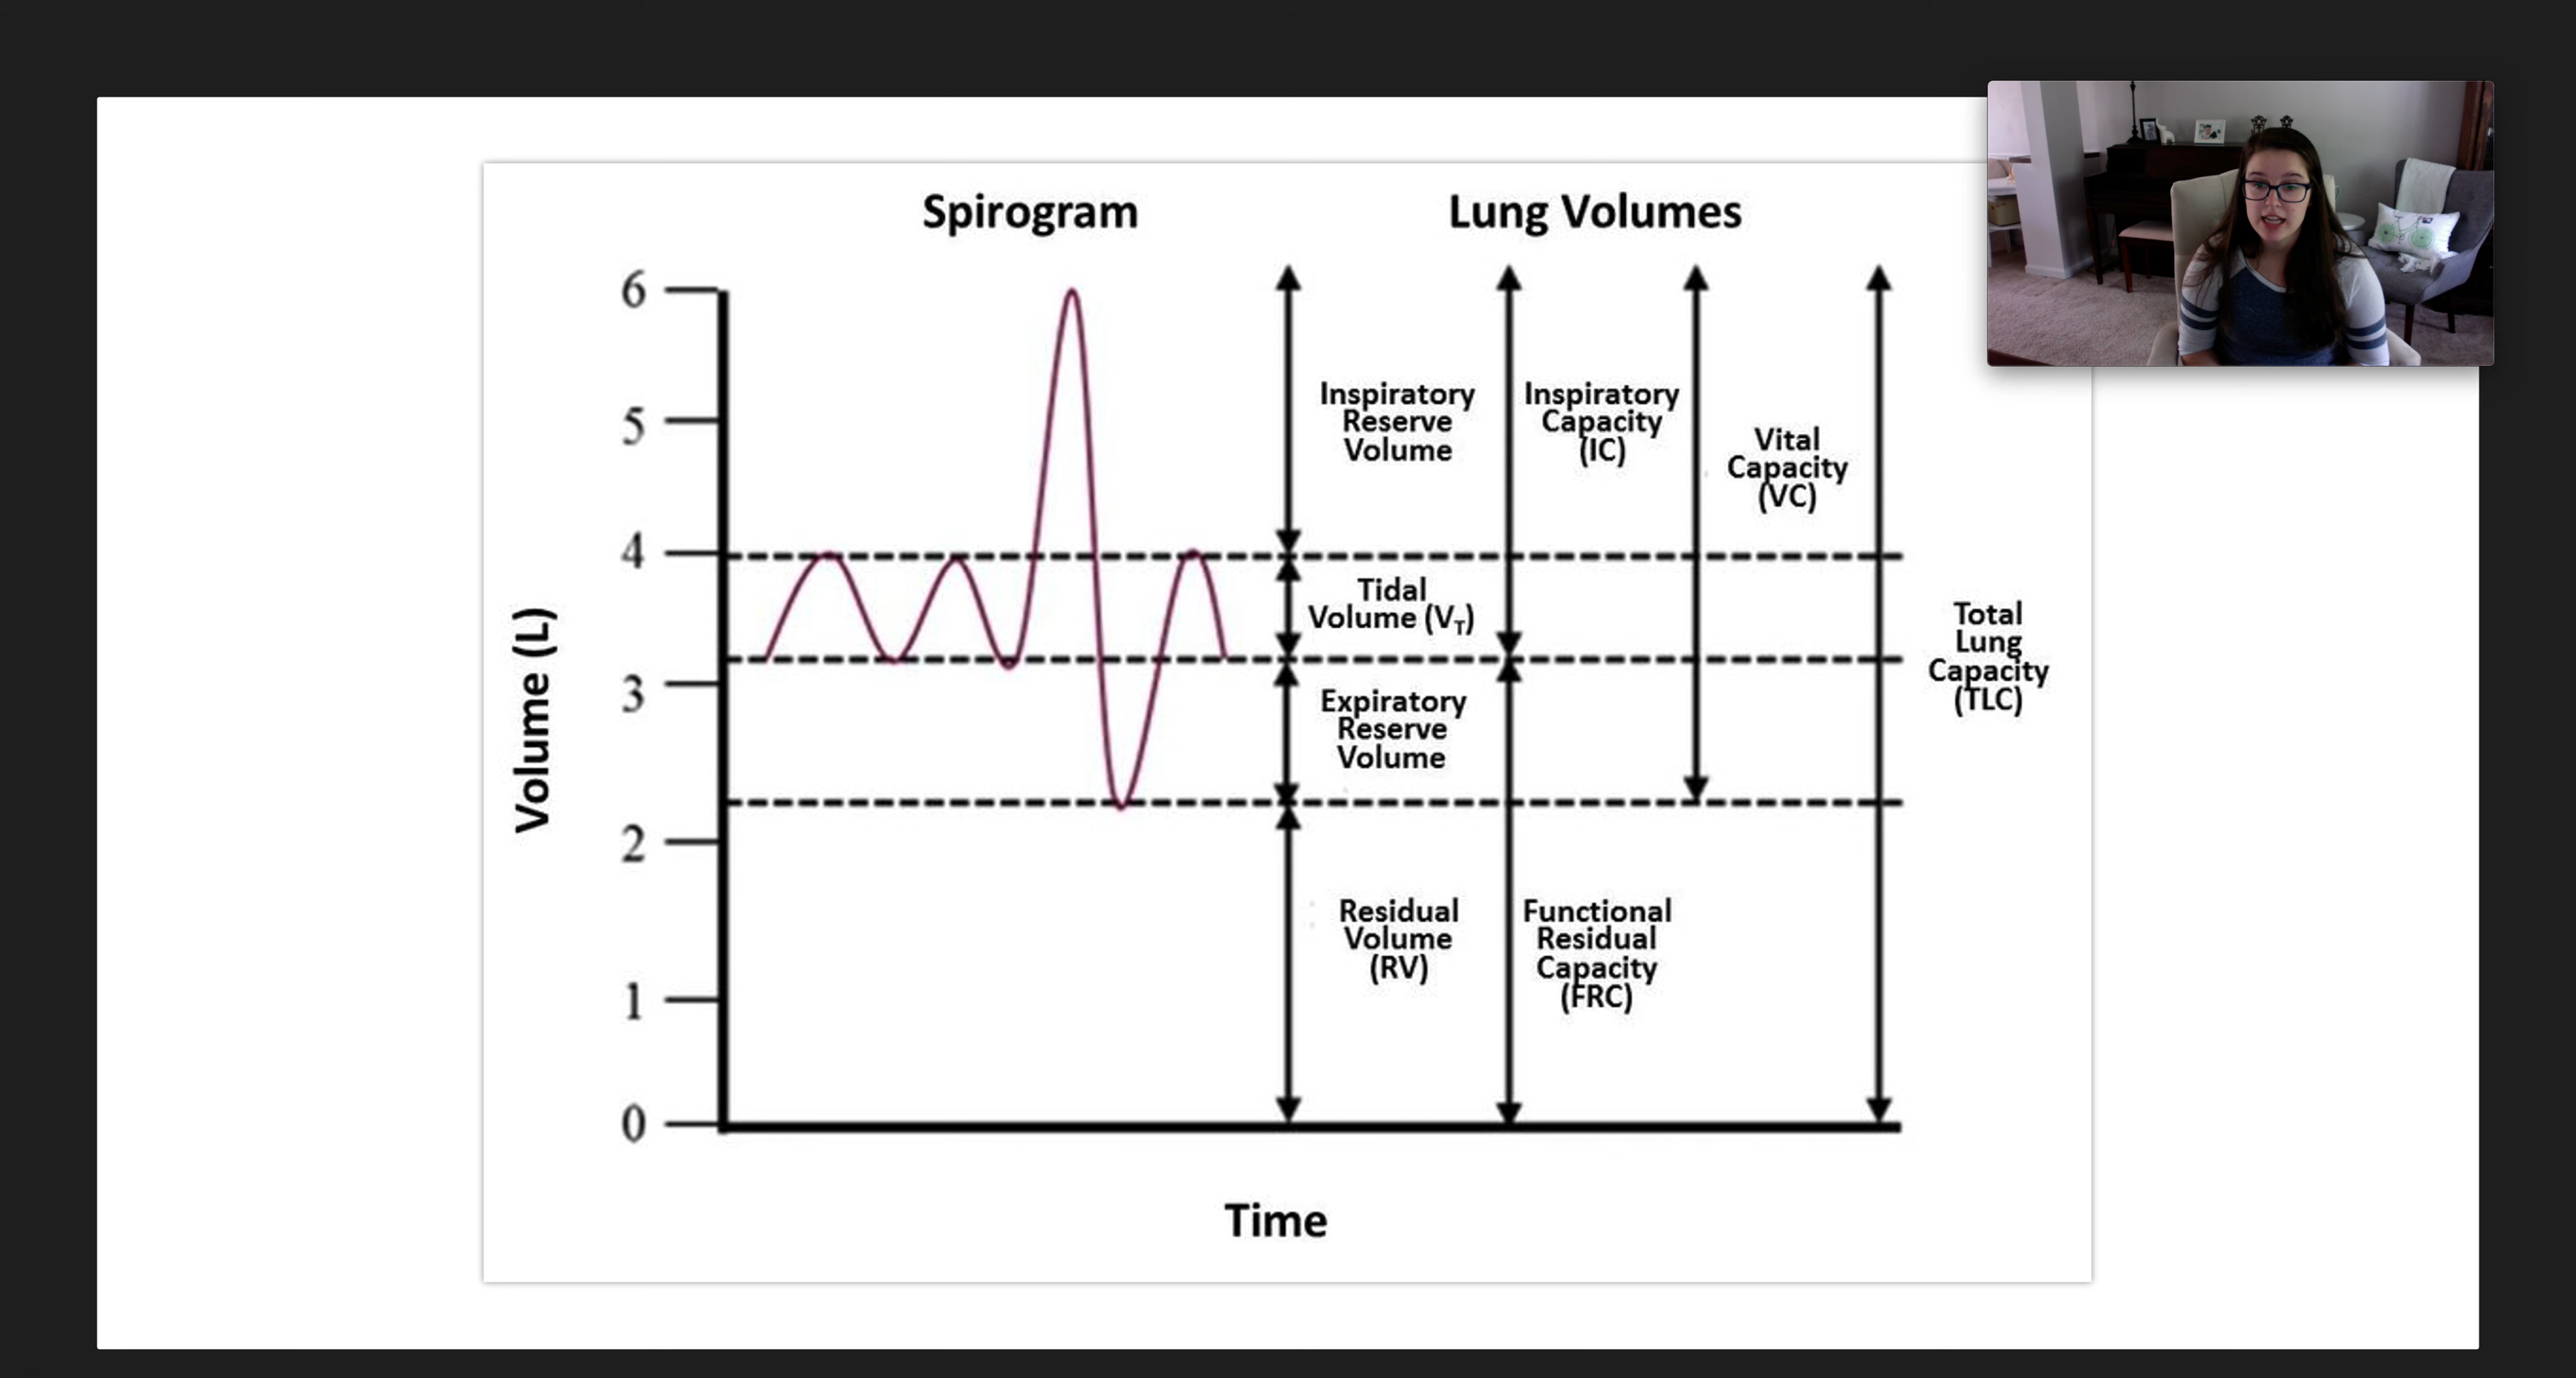 Spirogram
Lung Volumes
6
5
4
3
2
1
0
Volume (L)
Inspiratory
Reserve
Volume
Inspiratory
Capacity
(IC)
Vital
Capacity
(VC)
Tidal
Volume (VT)
Total
Lung
Capacity
(TLC)
Expiratory
Reserve
Volume
Residual
Volume
(RV)
Functional
Residual
Capacity
(FRC)
Time